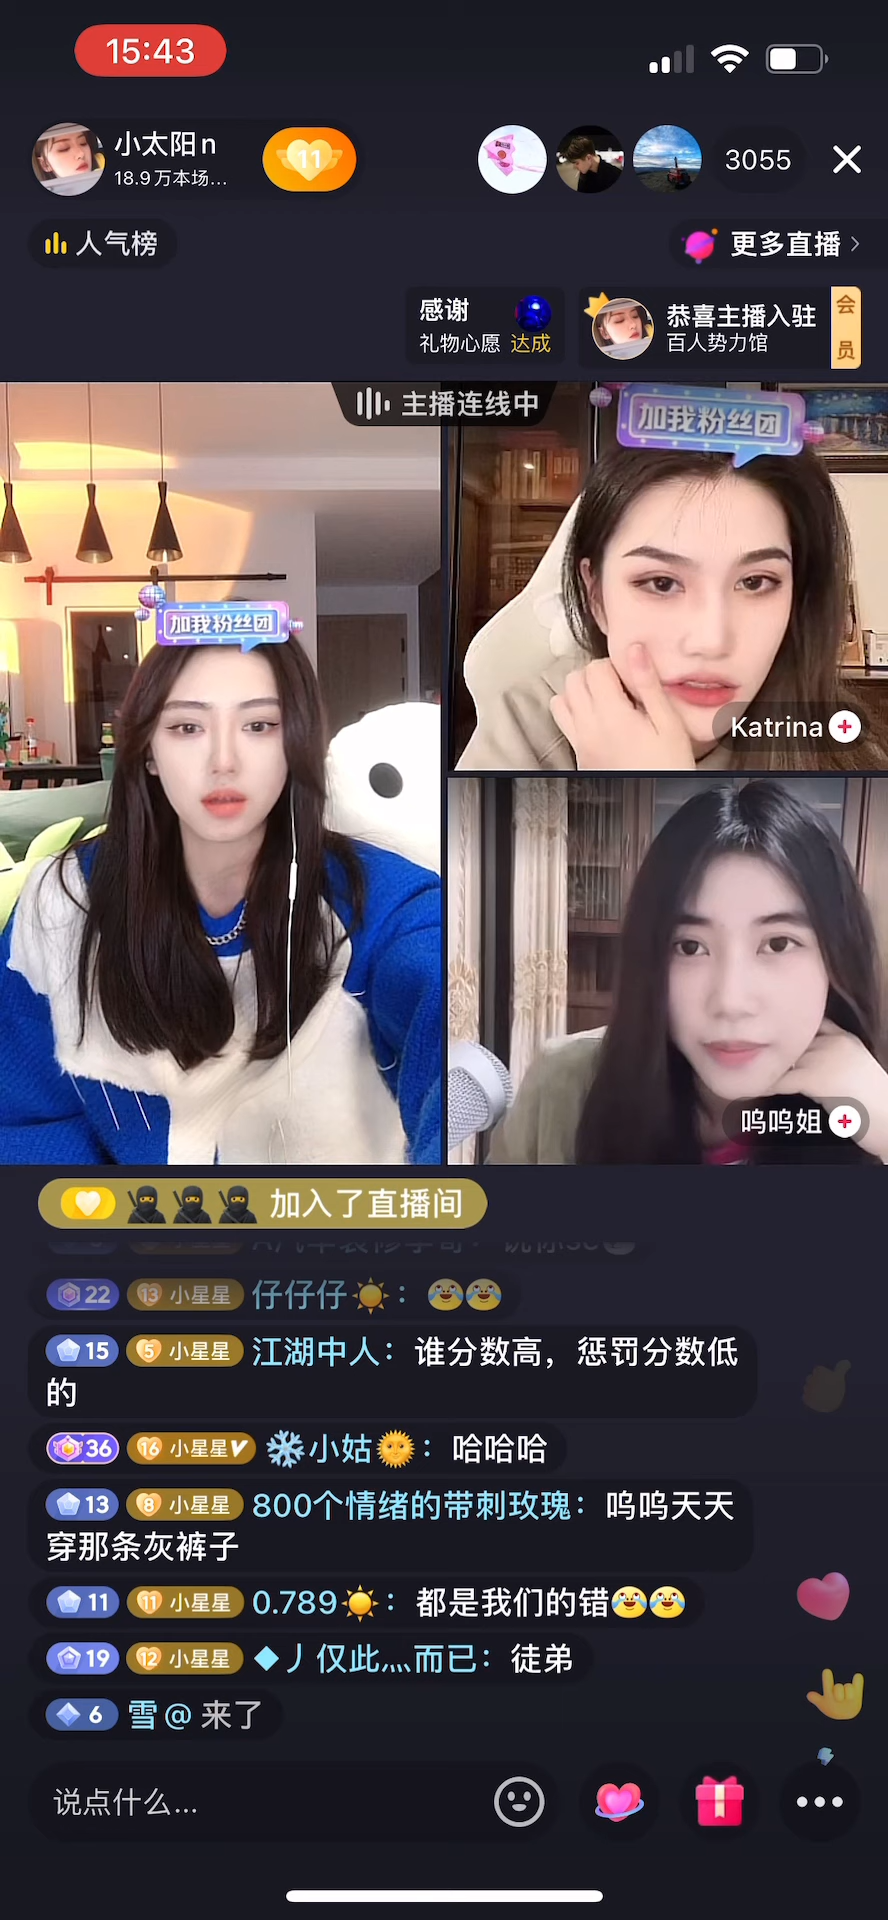 15:43
小太阳n
18.9万本场...
11
3055
人气榜
更多直播
感谢
礼物心愿 达成
恭喜主播入驻
百人势力馆
会员
主播连线中
加我粉丝团
加我粉丝团
Katrina
呜呜姐
加入了直播间
22 13 小星星 仔仔仔☀️：😂😂
15 5 小星星 江湖中人：谁分数高，惩罚分数低
的
36 16 小星星 ❄️小姑🌞：哈哈哈
13 8 小星星 800个情绪的带刺玫瑰：呜呜天天
穿那条灰裤子
11 11 小星星 0.789☀️：都是我们的错😂😂
19 12 小星星 ◆丿仅此灬而已：徒弟
6 雪@ 来了
说点什么...